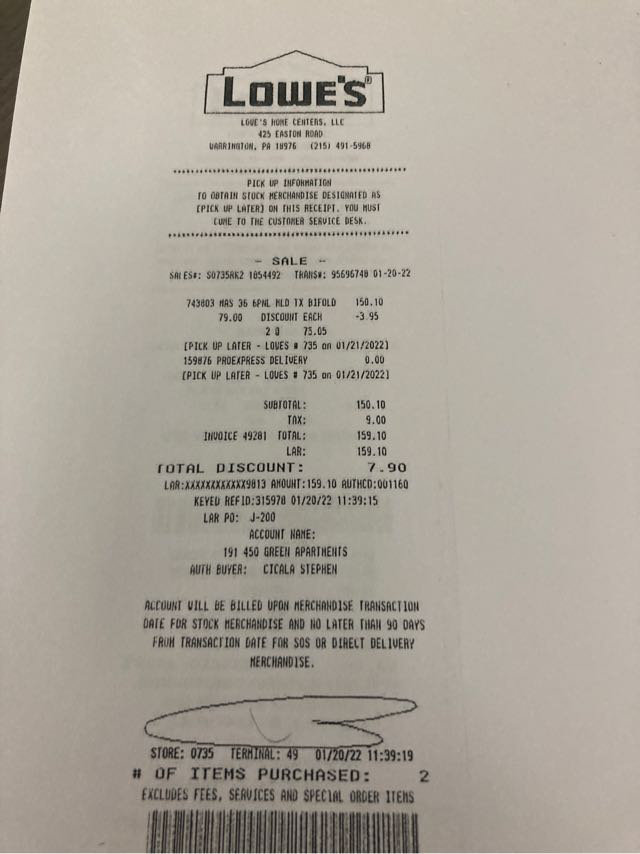 LOWE'S®
LOWE'S HOME CENTERS, LLC
425 EASTON ROAD
WARRINGTON, PA 18976 (215) 491-5968
PICK UP INFORMATION
TO OBTAIN STOCK MERCHANDISE DESIGNATED AS
[PICK UP LATER] ON THIS RECEIPT, YOU MUST
COME TO THE CUSTOMER SERVICE DESK.
- SALE -
SALES#: S0735RK2 1854492 TRANS#: 95696748 01-20-22
743803 MAS 36 6PNL MLD TX BIFOLD 150.10
79.00 DISCOUNT EACH -3.95
2 @ 75.05
[PICK UP LATER - LOWES # 735 on 01/21/2022]
159876 PROEXPRESS DELIVERY 0.00
[PICK UP LATER - LOWES # 735 on 01/21/2022]
SUBTOTAL: 150.10
TAX: 9.00
INVOICE 49281 TOTAL: 159.10
LAR: 159.10
TOTAL DISCOUNT: 7.90
LAR:XXXXXXXXXXXX9813 AMOUNT:159.10 AUTHCD:001160
KEYED REFID:315978 01/20/22 11:39:15
LAR PO: J-200
ACCOUNT NAME:
191 450 GREEN APARTMENTS
AUTH BUYER: CICALA STEPHEN
ACCOUNT WILL BE BILLED UPON MERCHANDISE TRANSACTION
DATE FOR STOCK MERCHANDISE AND NO LATER THAN 90 DAYS
FROM TRANSACTION DATE FOR SOS OR DIRECT DELIVERY
MERCHANDISE.
STORE: 0735 TERMINAL: 49 01/20/22 11:39:19
# OF ITEMS PURCHASED: 2
EXCLUDES FEES, SERVICES AND SPECIAL ORDER ITEMS